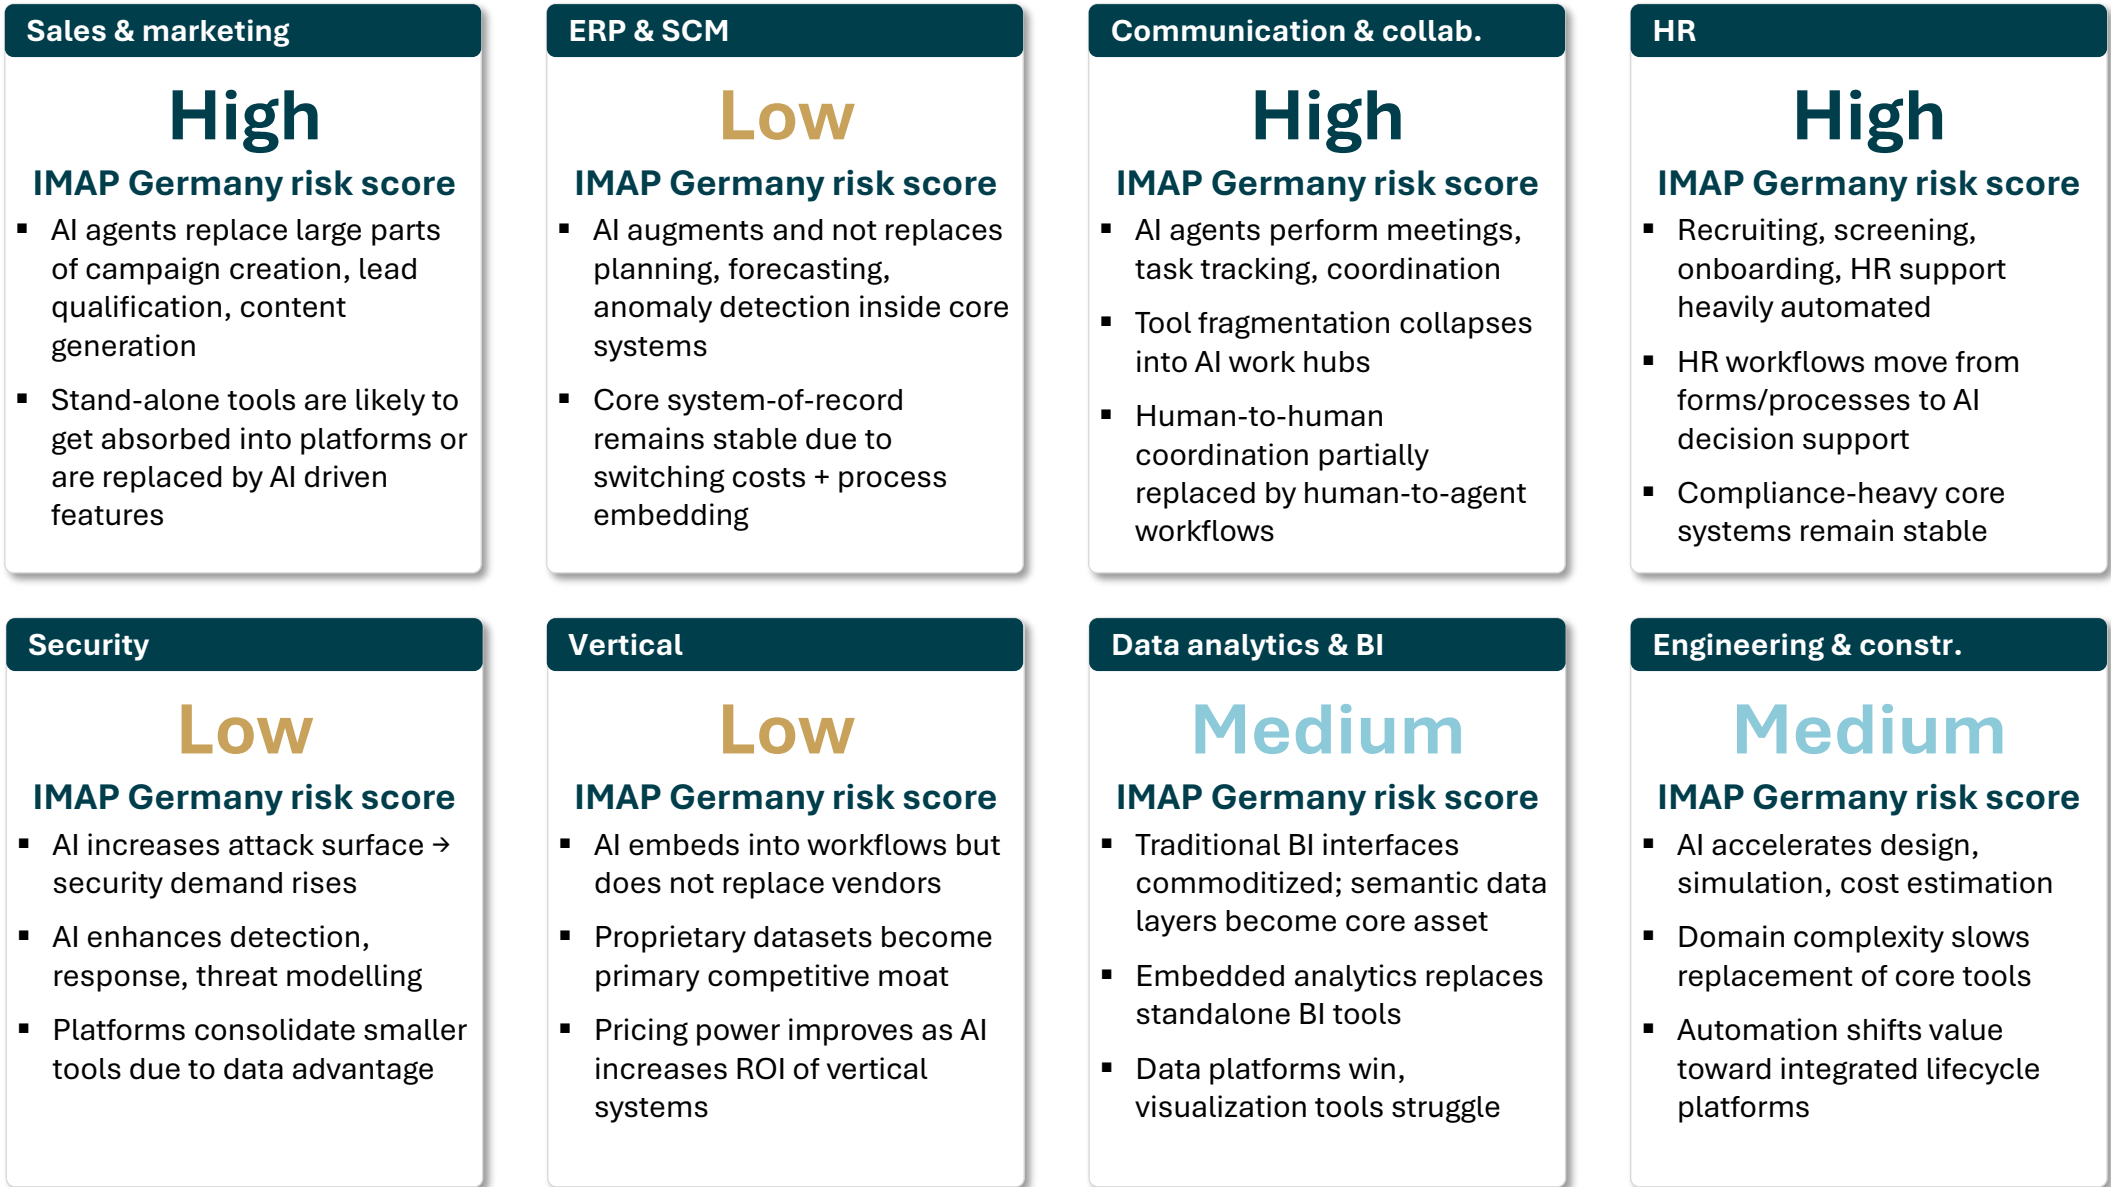 Sales & marketing
High
IMAP Germany risk score
▪ AI agents replace large parts
of campaign creation, lead
qualification, content
generation
▪ Stand-alone tools are likely to
get absorbed into platforms or
are replaced by AI driven
features
ERP & SCM
Low
IMAP Germany risk score
▪ AI augments and not replaces
planning, forecasting,
anomaly detection inside core
systems
▪ Core system-of-record
remains stable due to
switching costs + process
embedding
Communication & collab.
High
IMAP Germany risk score
▪ AI agents perform meetings,
task tracking, coordination
▪ Tool fragmentation collapses
into AI work hubs
▪ Human-to-human
coordination partially
replaced by human-to-agent
workflows
HR
High
IMAP Germany risk score
▪ Recruiting, screening,
onboarding, HR support
heavily automated
▪ HR workflows move from
forms/processes to AI
decision support
▪ Compliance-heavy core
systems remain stable
Security
Low
IMAP Germany risk score
▪ AI increases attack surface →
security demand rises
▪ AI enhances detection,
response, threat modelling
▪ Platforms consolidate smaller
tools due to data advantage
Vertical
Low
IMAP Germany risk score
▪ AI embeds into workflows but
does not replace vendors
▪ Proprietary datasets become
primary competitive moat
▪ Pricing power improves as AI
increases ROI of vertical
systems
Data analytics & BI
Medium
IMAP Germany risk score
▪ Traditional BI interfaces
commoditized; semantic data
layers become core asset
▪ Embedded analytics replaces
standalone BI tools
▪ Data platforms win,
visualization tools struggle
Engineering & constr.
Medium
IMAP Germany risk score
▪ AI accelerates design,
simulation, cost estimation
▪ Domain complexity slows
replacement of core tools
▪ Automation shifts value
toward integrated lifecycle
platforms